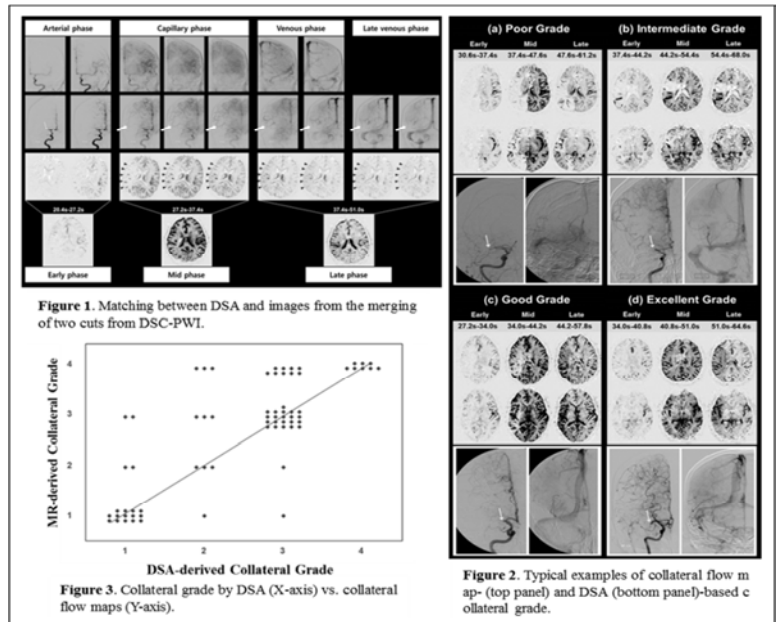 Arterial phase
Capillary phase
Venous phase
Late venous phase
20.4s-27.2s
27.2s-37.4s
37.4s-51.0s
Early phase
Mid phase
Late phase
Figure 1. Matching between DSA and images from the merging
of two cuts from DSC-PWI.
MR-derived Collateral Grade
4
3
2
1
1 2 3 4
DSA-derived Collateral Grade
Figure 3. Collateral grade by DSA (X-axis) vs. collateral
flow maps (Y-axis).
(a) Poor Grade
Early Mid Late
30.6s-37.4s 37.4s-47.6s 47.6s-61.2s
(b) Intermediate Grade
Early Mid Late
37.4s-44.2s 44.2s-54.4s 54.4s-68.0s
(c) Good Grade
Early Mid Late
27.2s-34.0s 34.0s-44.2s 44.2-57.8s
(d) Excellent Grade
Early Mid Late
34.0s-40.8s 40.8s-51.0s 51.0s-64.6s
Figure 2. Typical examples of collateral flow m
ap- (top panel) and DSA (bottom panel)-based c
ollateral grade.